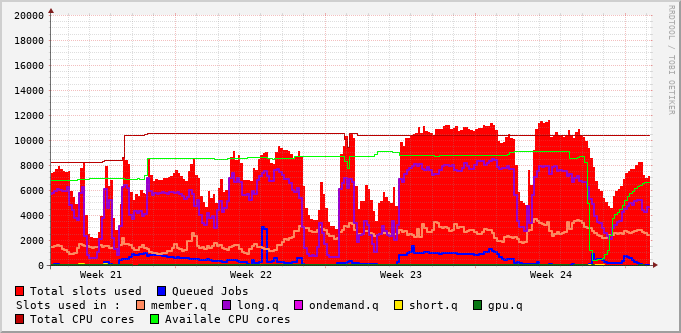 20000
18000
16000
14000
12000
10000
8000
6000
4000
2000
0
Week 21 Week 22 Week 23 Week 24
Total slots used Queued Jobs
Slots used in : member.q long.q ondemand.q short.q gpu.q
Total CPU cores Availale CPU cores
RRDTOOL / TOBI OETIKER